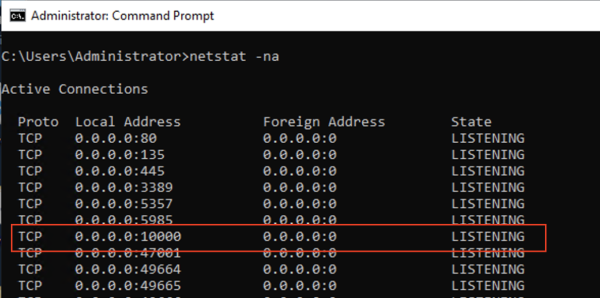 Administrator: Command Prompt
C:\Users\Administrator>netstat -na
Active Connections
Proto Local Address Foreign Address State
TCP 0.0.0.0:80 0.0.0.0:0 LISTENING
TCP 0.0.0.0:135 0.0.0.0:0 LISTENING
TCP 0.0.0.0:445 0.0.0.0:0 LISTENING
TCP 0.0.0.0:3389 0.0.0.0:0 LISTENING
TCP 0.0.0.0:5357 0.0.0.0:0 LISTENING
TCP 0.0.0.0:5985 0.0.0.0:0 LISTENING
TCP 0.0.0.0:10000 0.0.0.0:0 LISTENING
TCP 0.0.0.0:47001 0.0.0.0:0 LISTENING
TCP 0.0.0.0:49664 0.0.0.0:0 LISTENING
TCP 0.0.0.0:49665 0.0.0.0:0 LISTENING